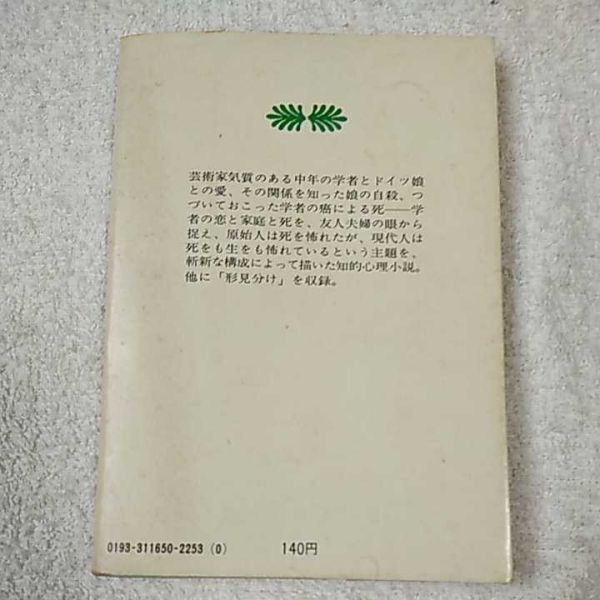 芸術家気質のある中年の学者とドイツ娘
との愛、その関係を知った娘の自殺、つ
づいておこった学者の癌による死――学
者の恋と家庭と死を、友人夫婦の眼から
捉え、原始人は死を怖れたが、現代人は
死をも生をも怖れているという主題を、
斬新な構成によって描いた知的心理小説。
他に「形見分け」を収録。
0193-311650-2253 (0) 140円